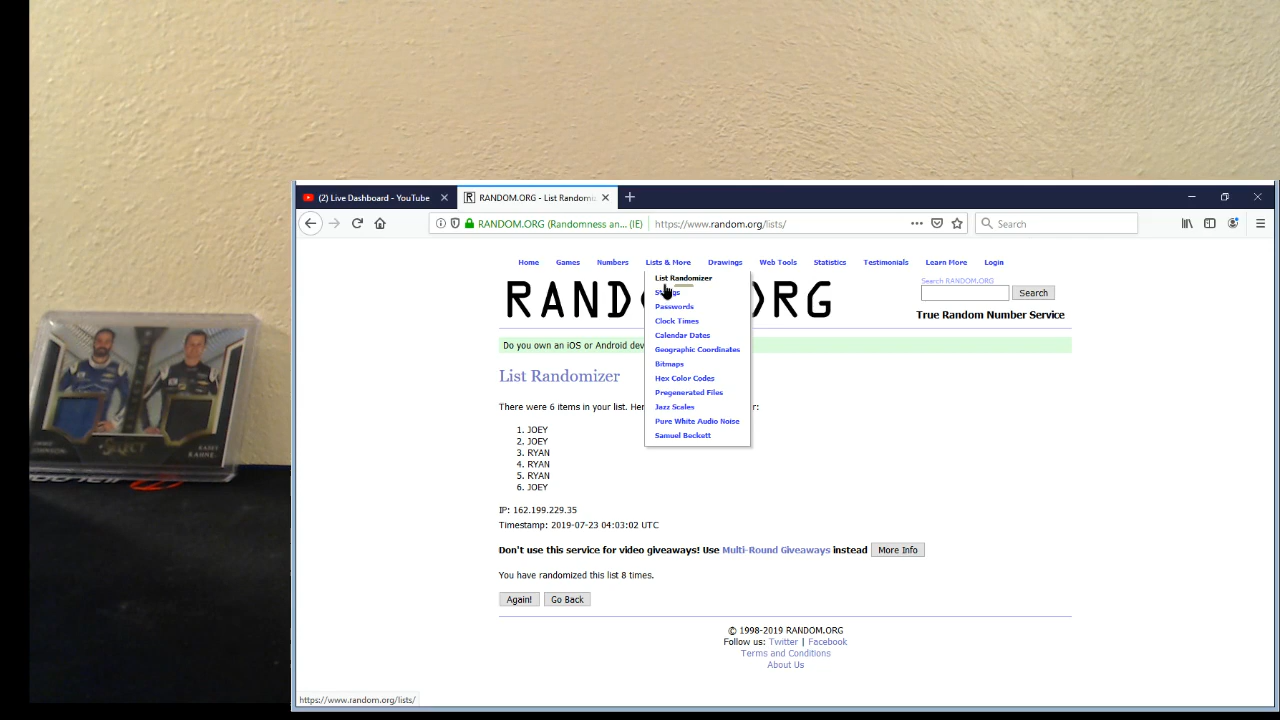 (2) Live Dashboard - YouTube
RANDOM.ORG - List Randomi
RANDOM.ORG (Randomness an... (IE)
https://www.random.org/lists/
Search
Home Games Numbers Lists & More Drawings Web Tools Statistics Testimonials Learn More Login
List Randomizer
Passwords
Clock Times
Calendar Dates
Geographic Coordinates
Bitmaps
Hex Color Codes
Pregenerated Files
Jazz Scales
Pure White Audio Noise
Samuel Beckett
Search RANDOM.ORG
Search
True Random Number Service
Do you own an iOS or Android dev
List Randomizer
There were 6 items in your list. Her
1. JOEY
2. JOEY
3. RYAN
4. RYAN
5. RYAN
6. JOEY
IP: 162.199.229.35
Timestamp: 2019-07-23 04:03:02 UTC
Don't use this service for video giveaways! Use Multi-Round Giveaways instead More Info
You have randomized this list 8 times.
Again! Go Back
© 1998-2019 RANDOM.ORG
Follow us: Twitter | Facebook
Terms and Conditions
About Us
https://www.random.org/lists/
SELECT
KASEY
KAHNE
JOHNSON